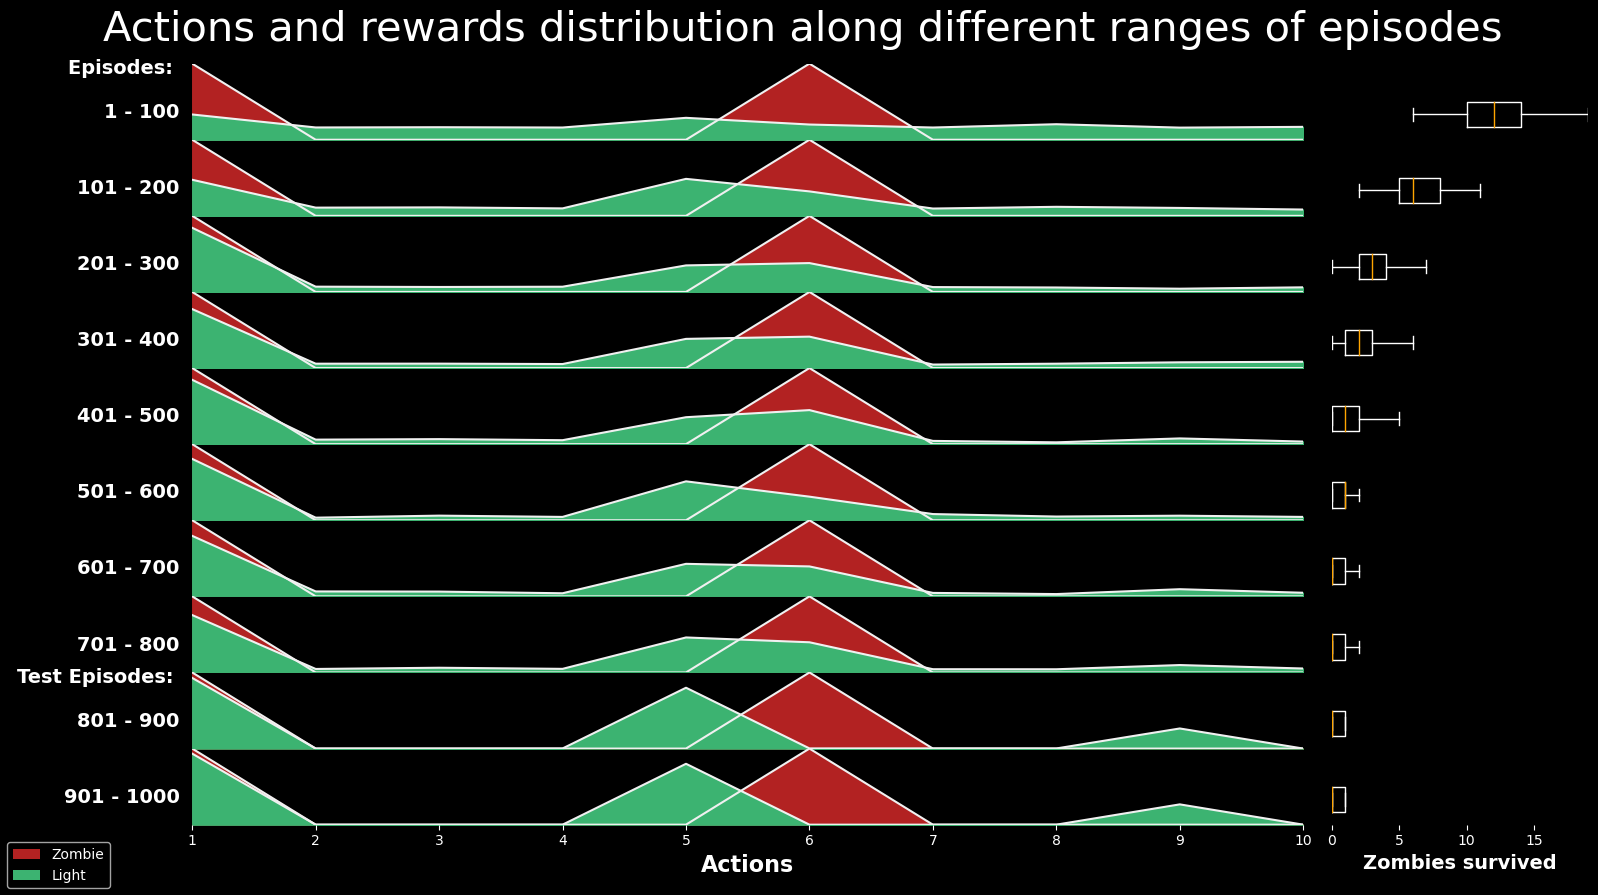 Actions and rewards distribution along different ranges of episodes
Episodes:
1 - 100
101 - 200
201 - 300
301 - 400
401 - 500
501 - 600
601 - 700
701 - 800
Test Episodes:
801 - 900
901 - 1000
1 2 3 4 5 6 7 8 9 10
Actions
0 5 10 15
Zombies survived
Zombie
Light